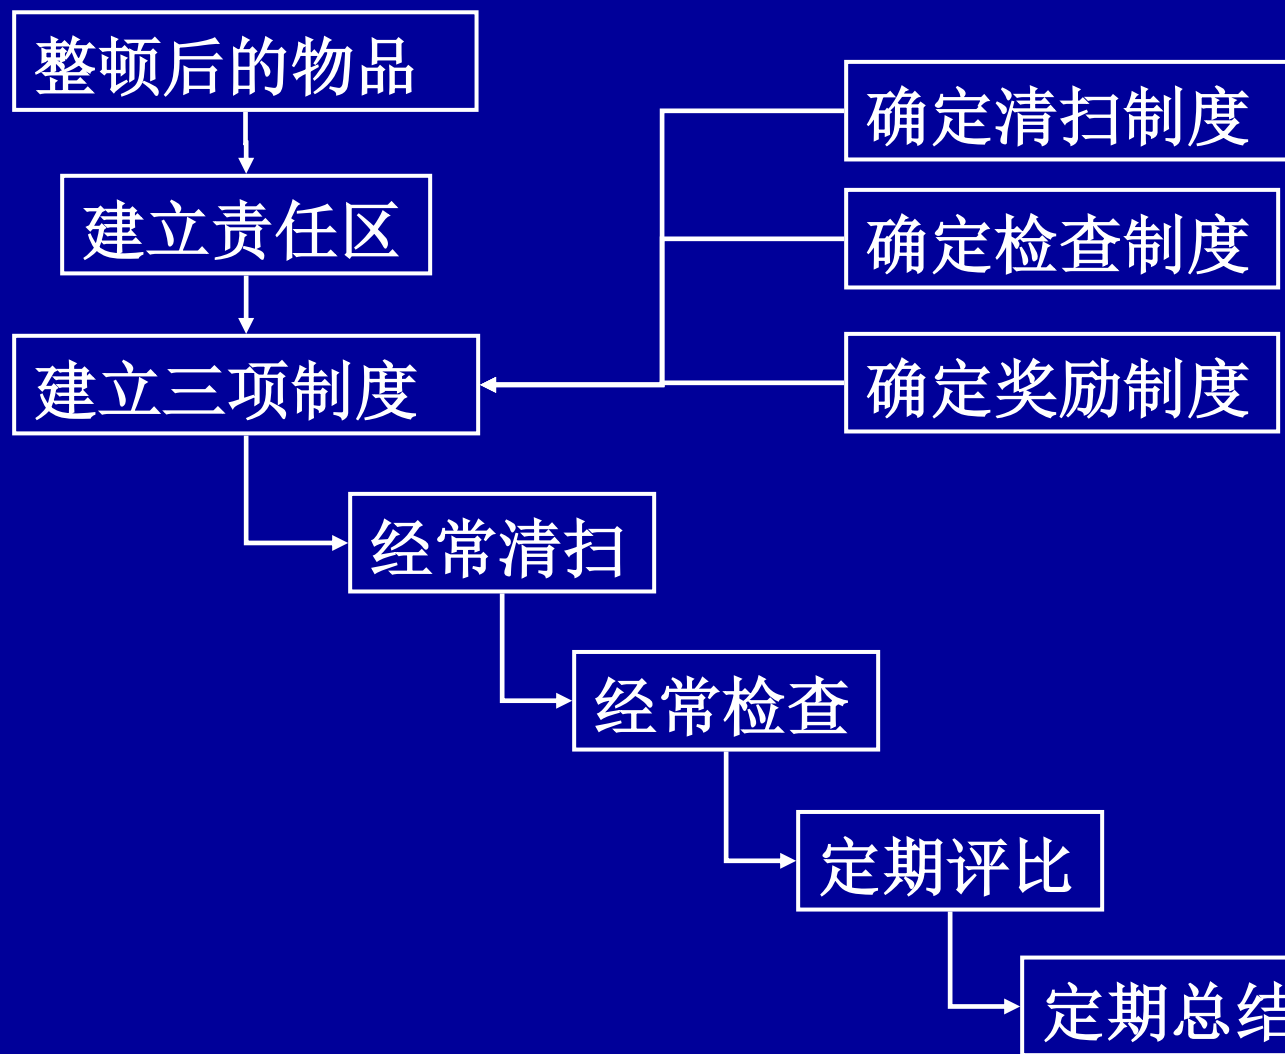 整顿后的物品
确定清扫制度
建立责任区
确定检查制度
建立三项制度
确定奖励制度
经常清扫
经常检查
定期评比
定期总结